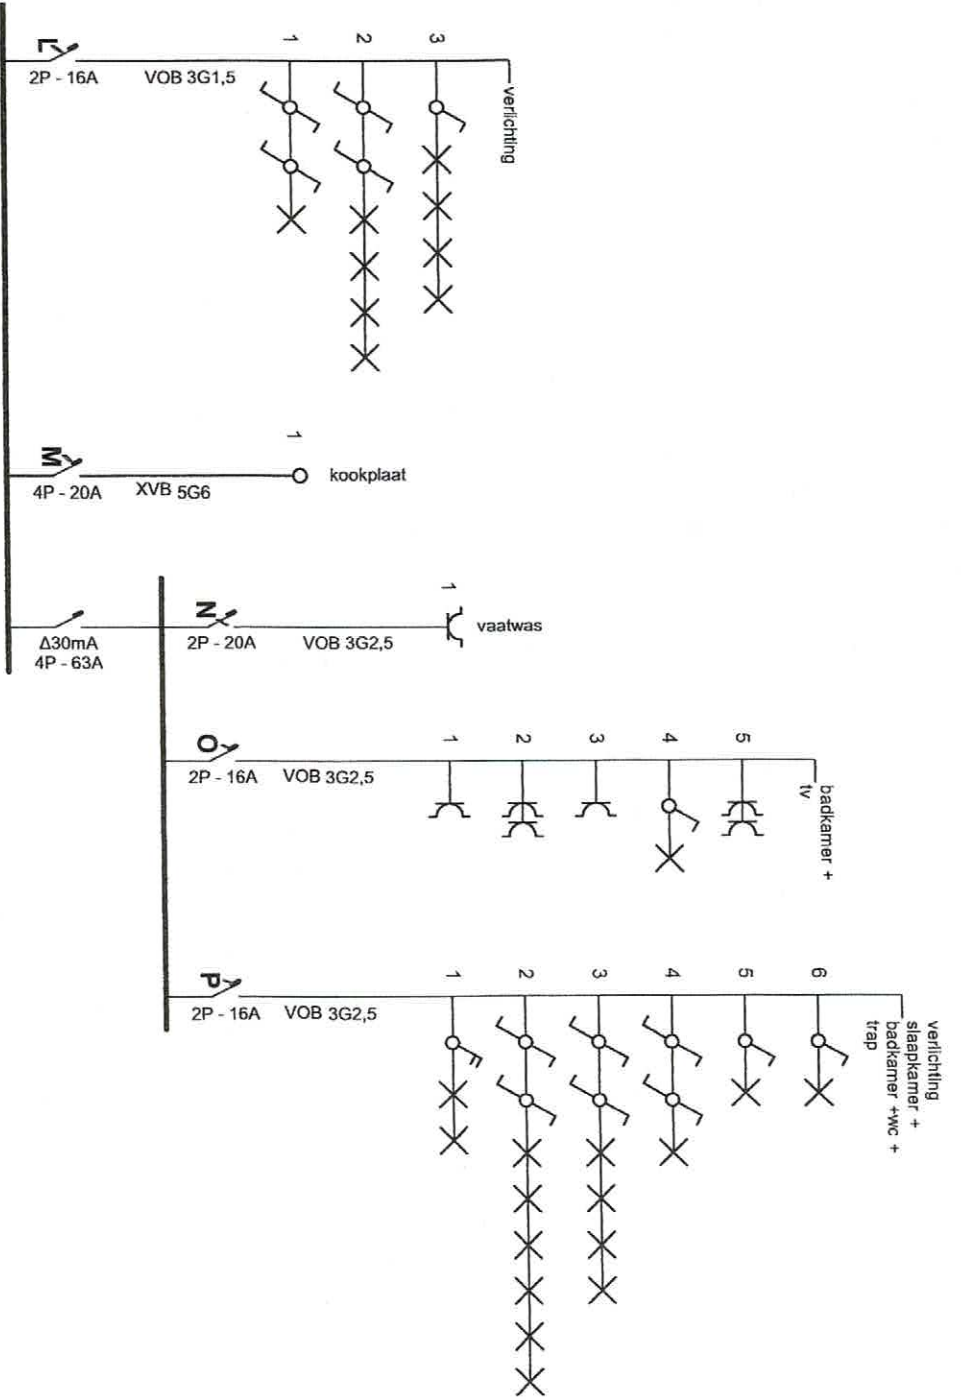 L
1
2
3
2P - 16A
VOB 3G1,5
verlichting
M
1
4P - 20A
XVB 5G6
kookplaat
Δ30mA
4P - 63A
N
1
2P - 20A
VOB 3G2,5
vaatwas
O
1
2
3
4
5
2P - 16A
VOB 3G2,5
badkamer +
tv
P
1
2
3
4
5
6
2P - 16A
VOB 3G2,5
verlichting
slaapkamer +
badkamer +wc +
trap